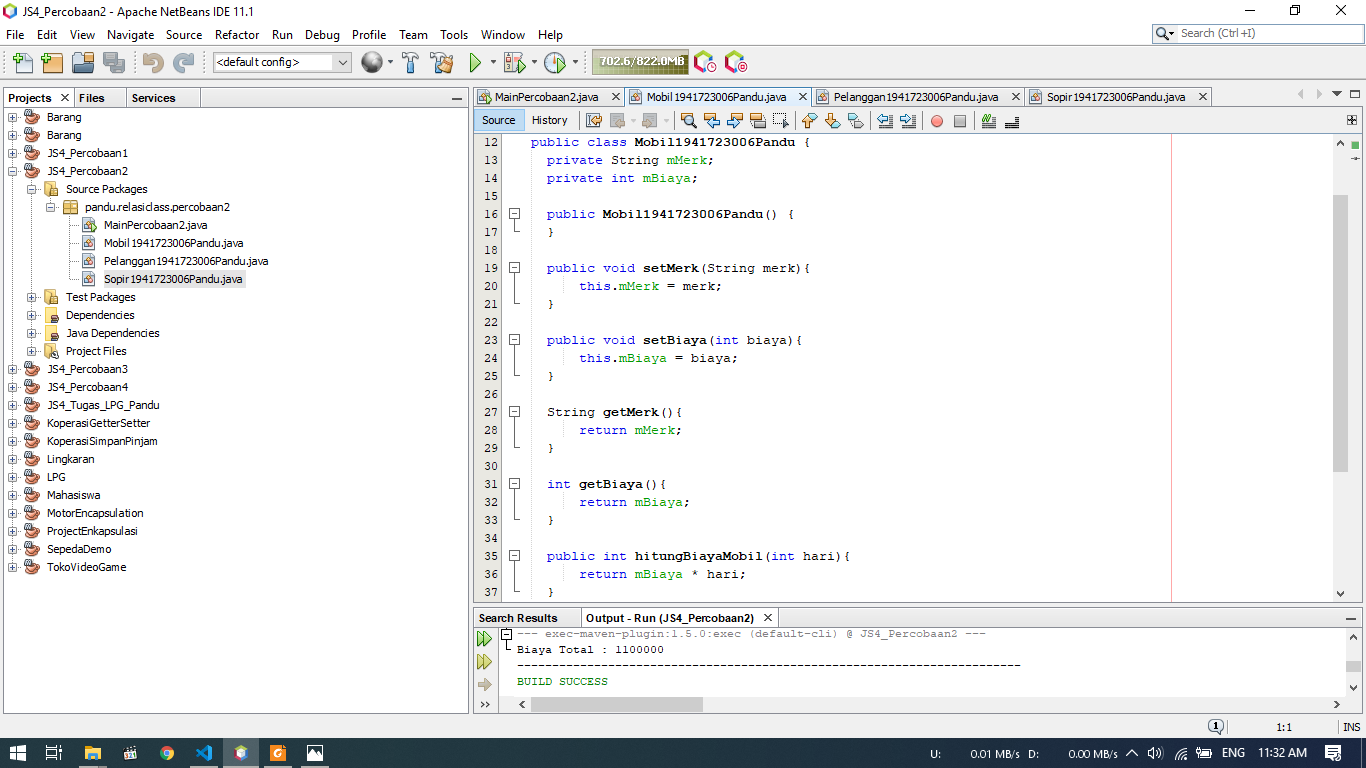 JS4_Percobaan2 - Apache NetBeans IDE 11.1
File Edit View Navigate Source Refactor Run Debug Profile Team Tools Window Help
Search (Ctrl+I)
<default config>
702.6/822.0MB
Projects Files Services
Barang
Barang
JS4_Percobaan1
JS4_Percobaan2
Source Packages
pandu.relasiclass.percobaan2
MainPercobaan2.java
Mobil1941723006Pandu.java
Pelanggan1941723006Pandu.java
Sopir1941723006Pandu.java
Test Packages
Dependencies
Java Dependencies
Project Files
JS4_Percobaan3
JS4_Percobaan4
JS4_Tugas_LPG_Pandu
KoperasiGetterSetter
KoperasiSimpanPinjam
Lingkaran
LPG
Mahasiswa
MotorEncapsulation
ProjectEnkapsulasi
SepedaDemo
TokoVideoGame
MainPercobaan2.java Mobil1941723006Pandu.java Pelanggan1941723006Pandu.java Sopir1941723006Pandu.java
Source History
12 public class Mobil1941723006Pandu {
13 private String mMerk;
14 private int mBiaya;
15
16 public Mobil1941723006Pandu() {
17 }
18
19 public void setMerk(String merk){
20 this.mMerk = merk;
21 }
22
23 public void setBiaya(int biaya){
24 this.mBiaya = biaya;
25 }
26
27 String getMerk(){
28 return mMerk;
29 }
30
31 int getBiaya(){
32 return mBiaya;
33 }
34
35 public int hitungBiayaMobil(int hari){
36 return mBiaya * hari;
37 }
Search Results Output - Run (JS4_Percobaan2)
--- exec-maven-plugin:1.5.0:exec (default-cli) @ JS4_Percobaan2 ---
Biaya Total : 1100000
------------------------------------------------------------------------
BUILD SUCCESS
1 1:1 INS
U: 0.01 MB/s D: 0.00 MB/s ENG 11:32 AM